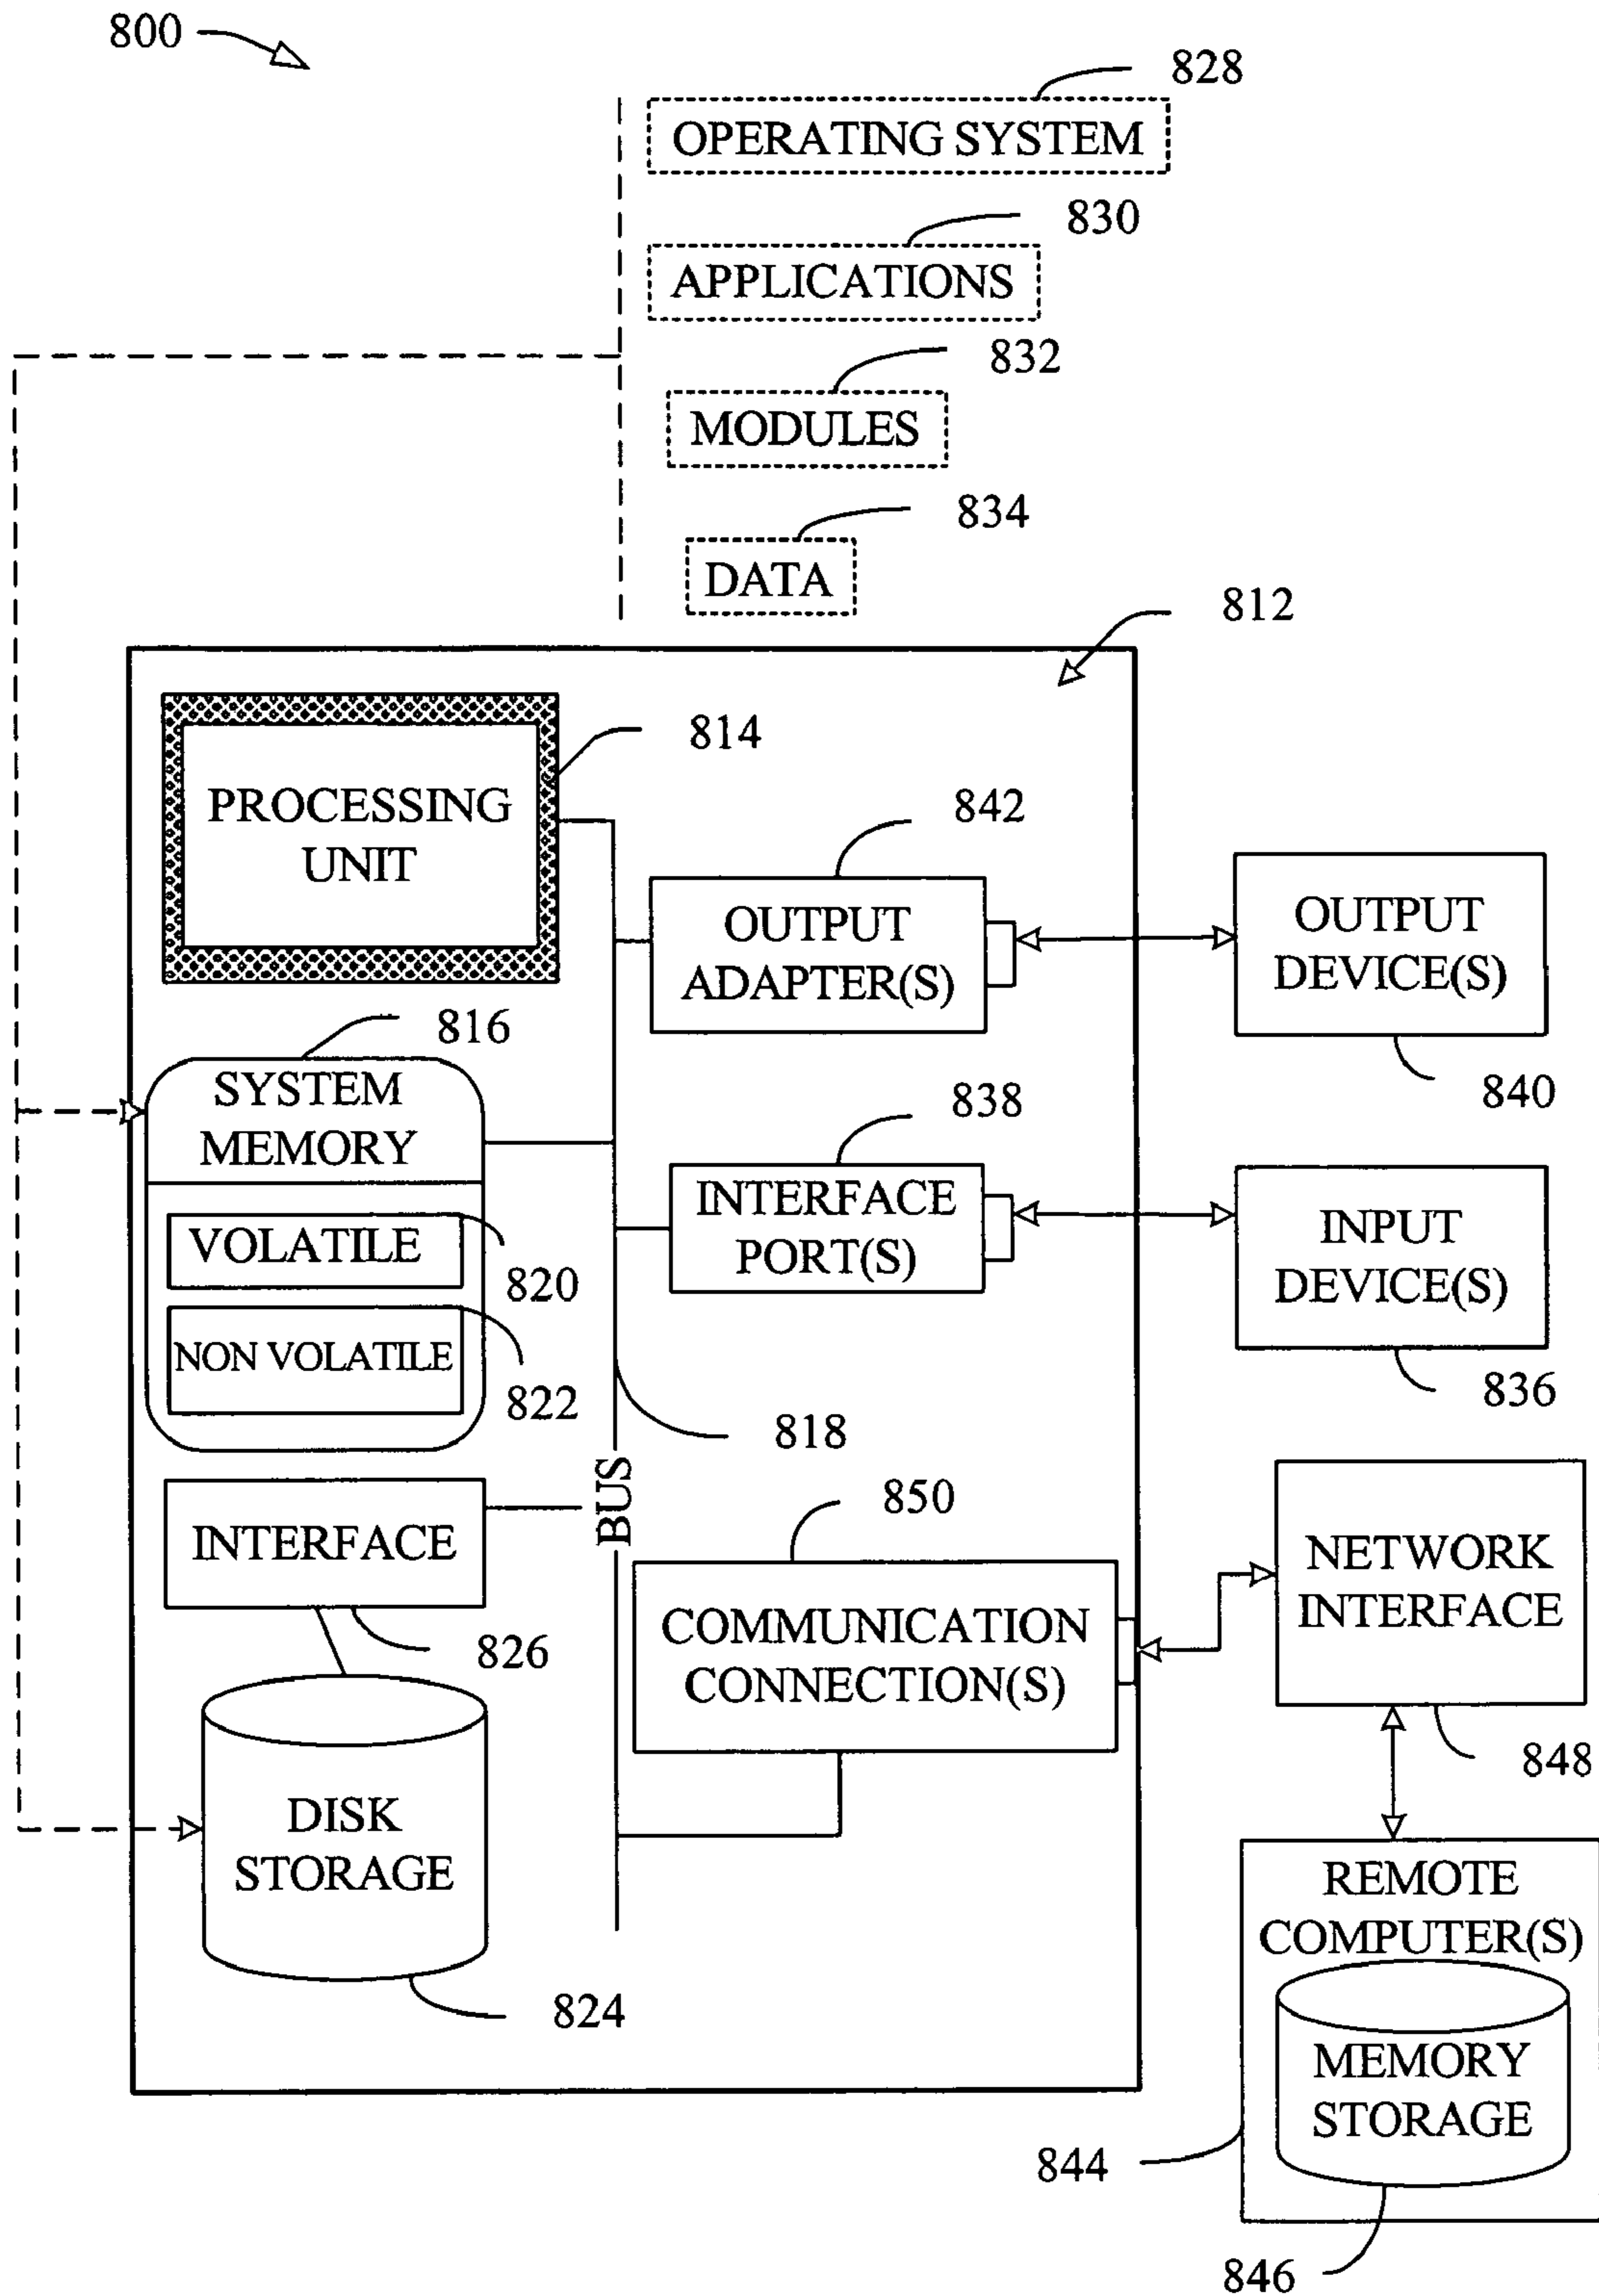 800
828
OPERATING SYSTEM
830
APPLICATIONS
832
MODULES
834
DATA
812
814
PROCESSING
UNIT
842
OUTPUT
ADAPTER(S)
OUTPUT
DEVICE(S)
840
816
SYSTEM
MEMORY
VOLATILE
820
NON VOLATILE
822
838
INTERFACE
PORT(S)
INPUT
DEVICE(S)
836
818
BUS
INTERFACE
826
850
COMMUNICATION
CONNECTION(S)
NETWORK
INTERFACE
848
DISK
STORAGE
824
REMOTE
COMPUTER(S)
MEMORY
STORAGE
844
846